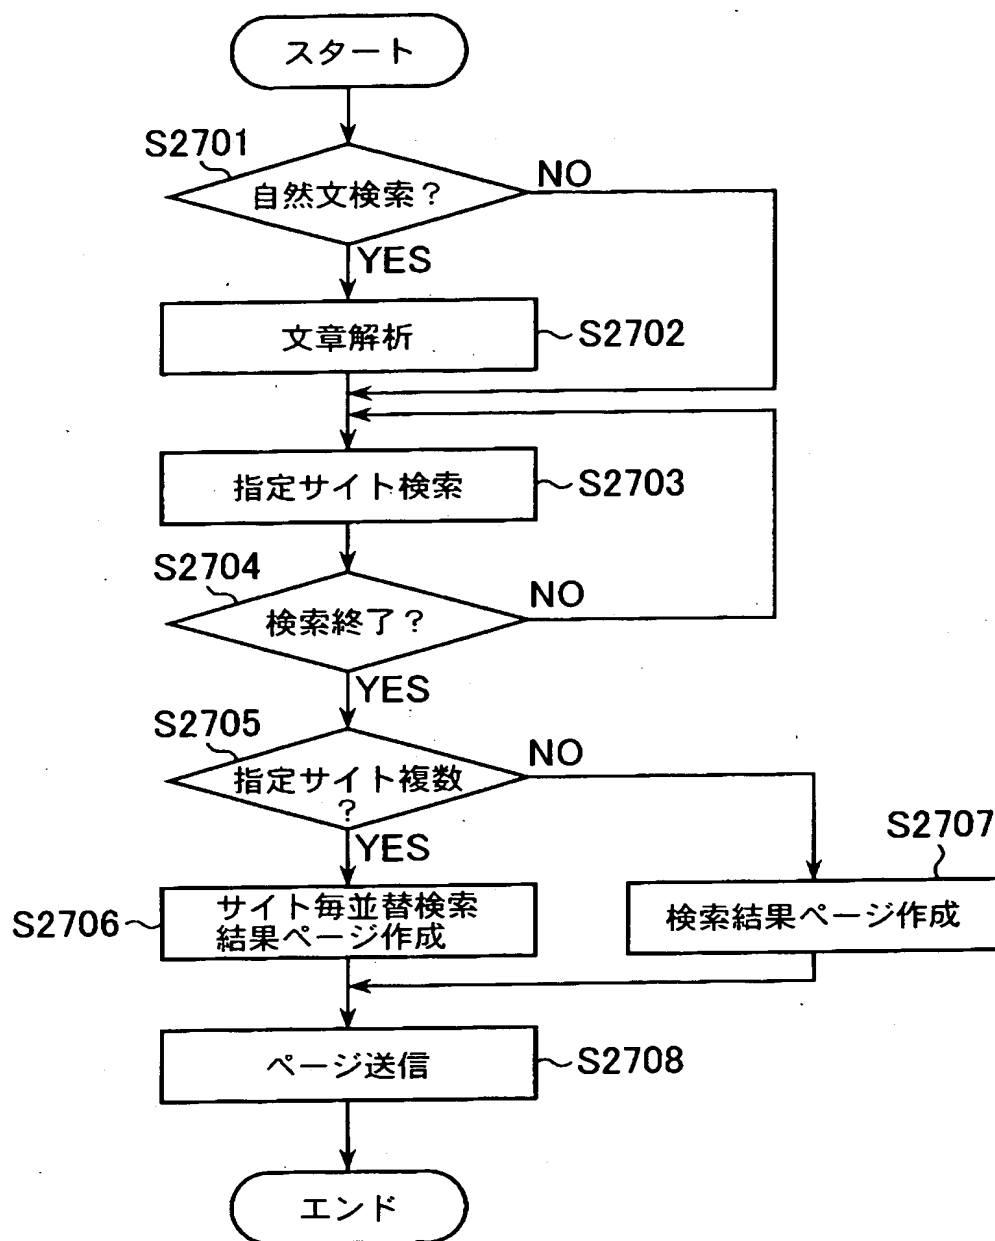 スタート
S2701
自然文検索？
NO
YES
文章解析
S2702
指定サイト検索
S2703
S2704
検索終了？
NO
YES
S2705
指定サイト複数
？
NO
YES
S2707
S2706
サイト毎並替検索
結果ページ作成
検索結果ページ作成
ページ送信
S2708
エンド